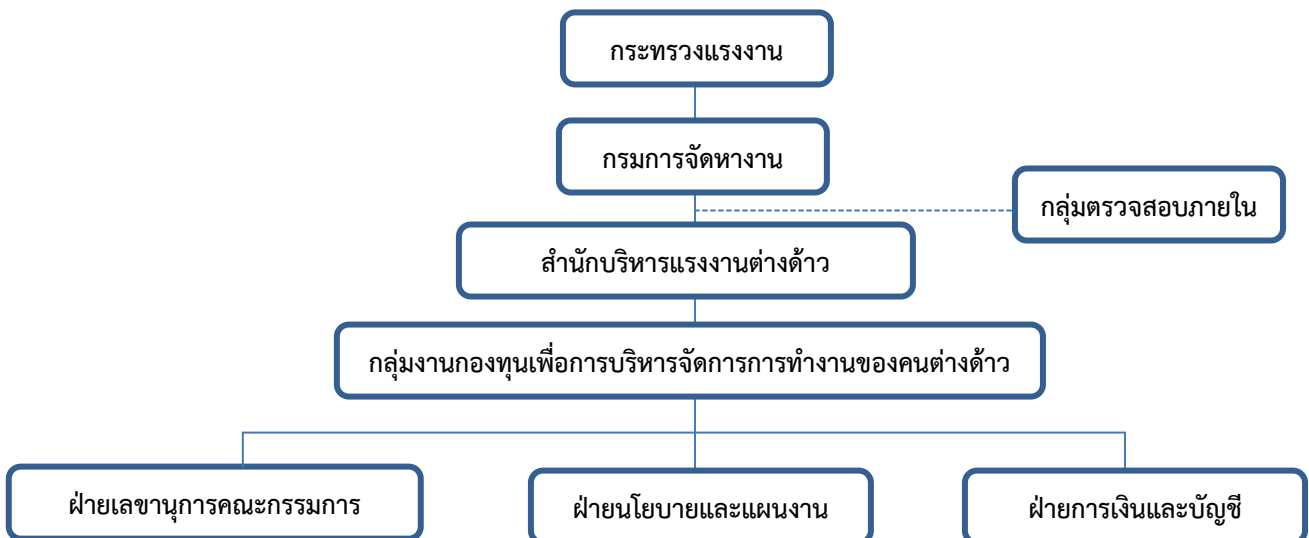 กระทรวงแรงงาน
กรมการจัดหางาน
กลุ่มตรวจสอบภายใน
สำนักบริหารแรงงานต่างด้าว
กลุ่มงานกองทุนเพื่อการบริหารจัดการการทำงานของคนต่างด้าว
ฝ่ายเลขานุการคณะกรรมการ
ฝ่ายนโยบายและแผนงาน
ฝ่ายการเงินและบัญชี